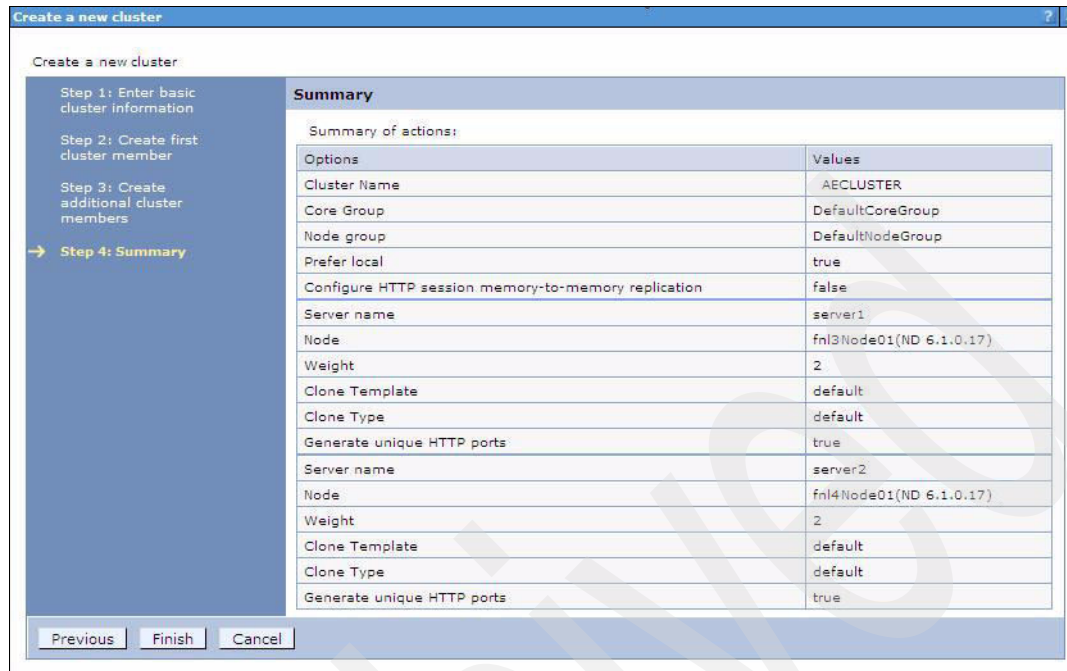 Create a new cluster ?
Create a new cluster
Step 1: Enter basic
cluster information
Step 2: Create first
cluster member
Step 3: Create
additional cluster
members
Step 4: Summary
Summary
Summary of actions:
Options Values
Cluster Name AECLUSTER
Core Group DefaultCoreGroup
Node group DefaultNodeGroup
Prefer local true
Configure HTTP session memory-to-memory replication false
Server name server1
Node fnl3Node01(ND 6.1.0.17)
Weight 2
Clone Template default
Clone Type default
Generate unique HTTP ports true
Server name server2
Node fnl4Node01(ND 6.1.0.17)
Weight 2
Clone Template default
Clone Type default
Generate unique HTTP ports true
Previous Finish Cancel